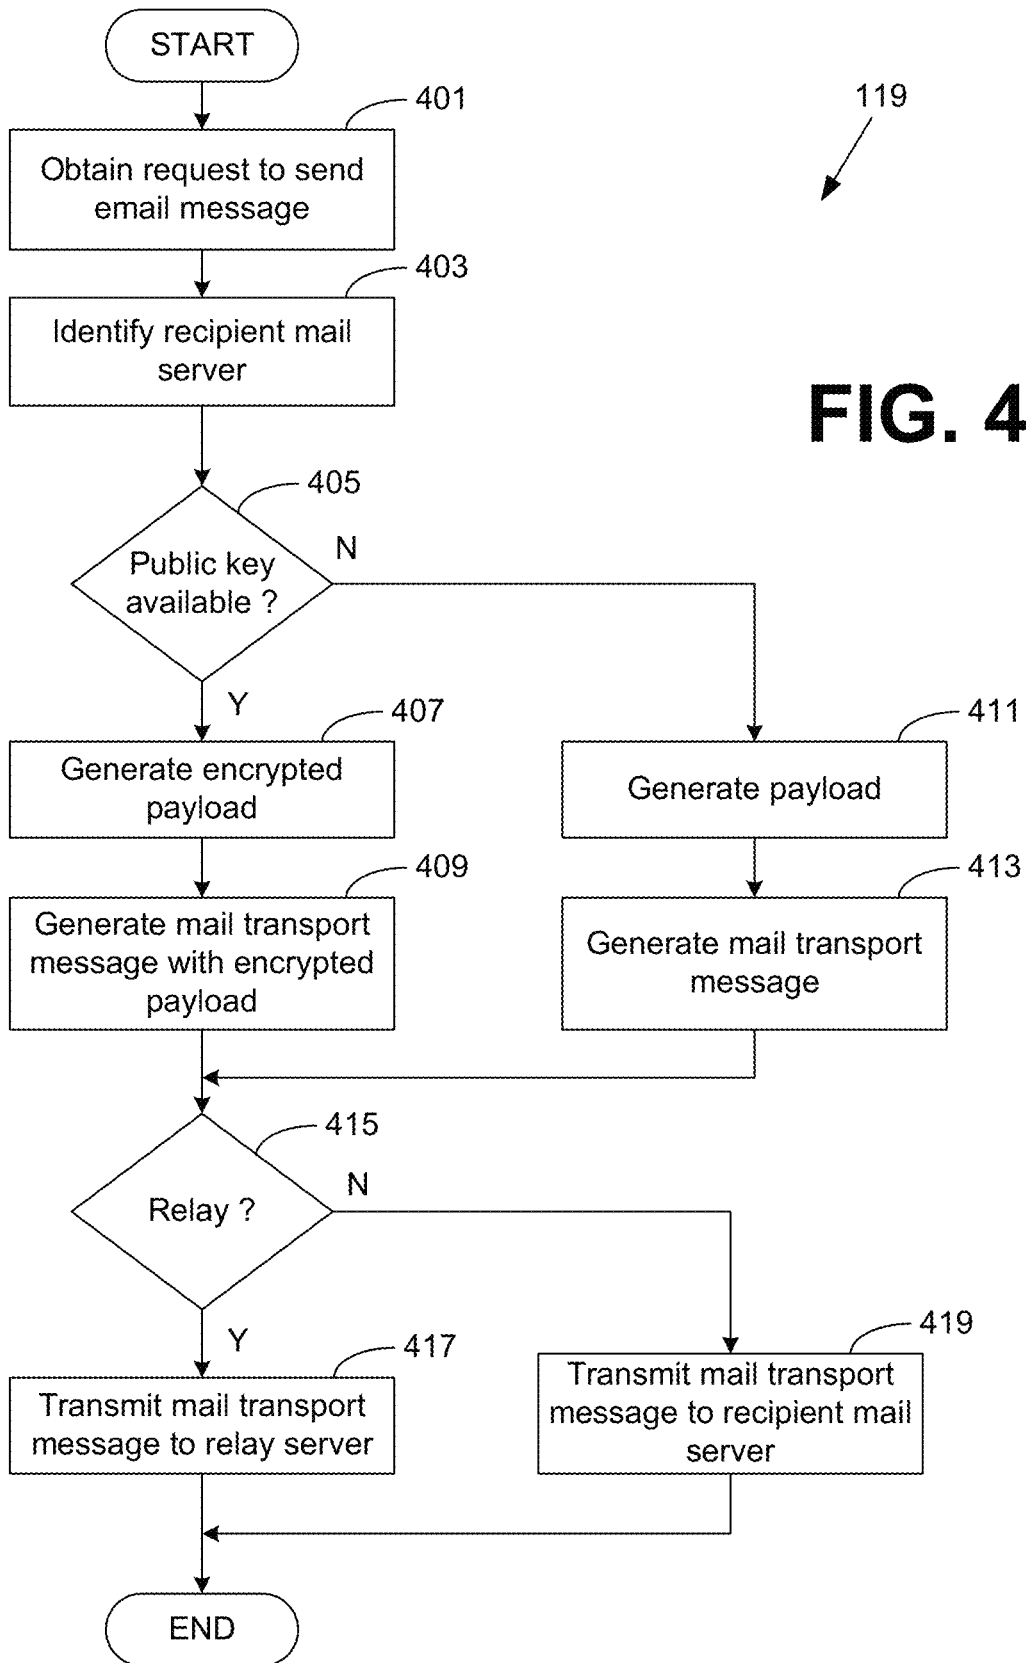 START
401
119
Obtain request to send
email message
403
Identify recipient mail
server
FIG. 4
405
Public key
available ?
N
Y
407
411
Generate encrypted
payload
Generate payload
409
413
Generate mail transport
message with encrypted
payload
Generate mail transport
message
415
Relay ?
N
Y
417
419
Transmit mail transport
message to relay server
Transmit mail transport
message to recipient mail
server
END